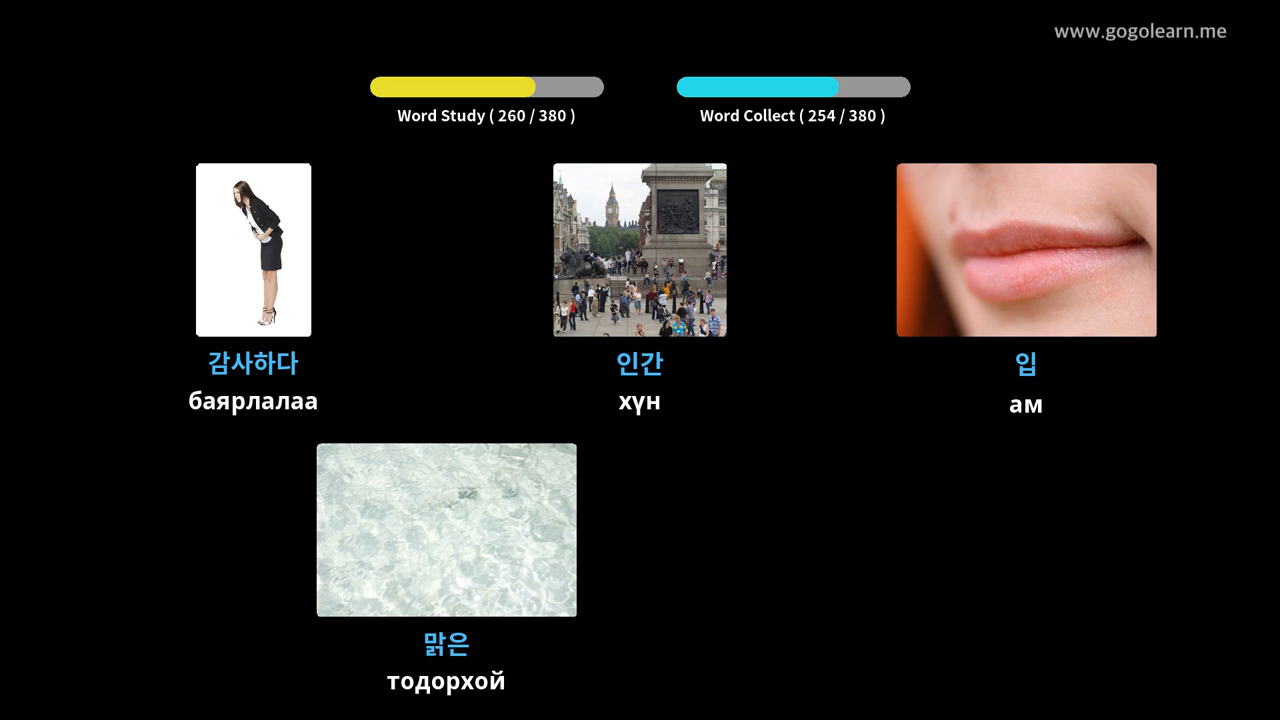 www.gogolearn.me
Word Study ( 260 / 380 )
Word Collect ( 254 / 380 )
감사하다
баярлалаа
인간
хүн
입
ам
맑은
тодорхой